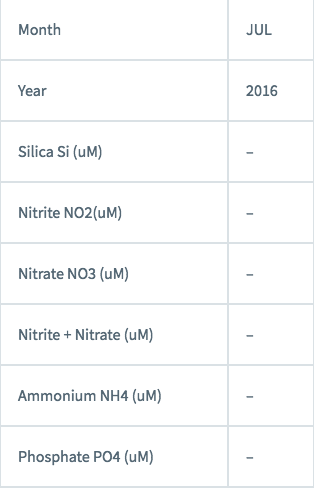 Month JUL
Year 2016
Silica Si (uM) –
Nitrite NO2(uM) –
Nitrate NO3 (uM) –
Nitrite + Nitrate (uM) –
Ammonium NH4 (uM) –
Phosphate PO4 (uM) –